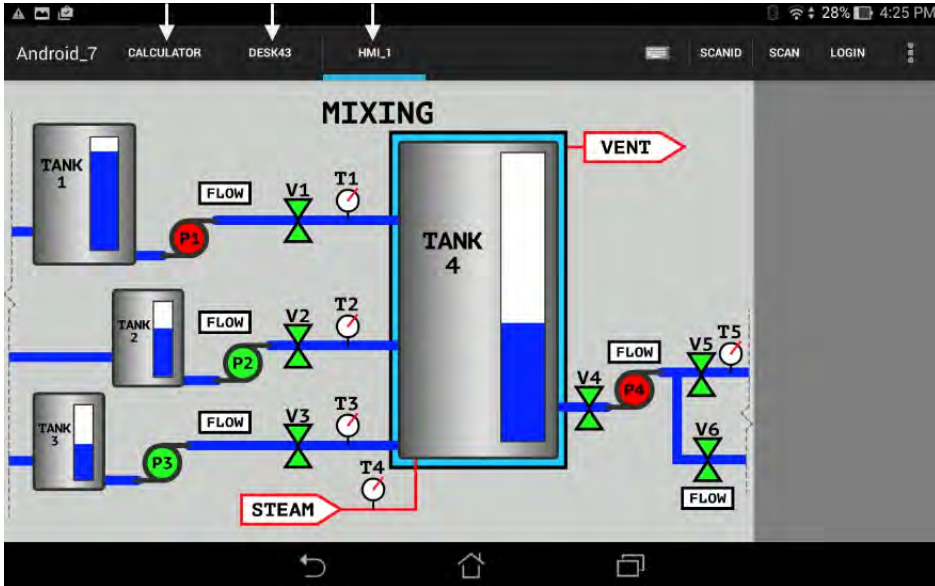 28% 4:25 PM
Android_7 CALCULATOR DESK43 HMI_1 SCANID SCAN LOGIN
MIXING
VENT
TANK
1
FLOW
V1
T1
P1
TANK
4
TANK
2
FLOW
V2
T2
P2
FLOW
V5
T5
V4
P4
TANK
3
FLOW
V3
T3
P3
V6
FLOW
T4
STEAM